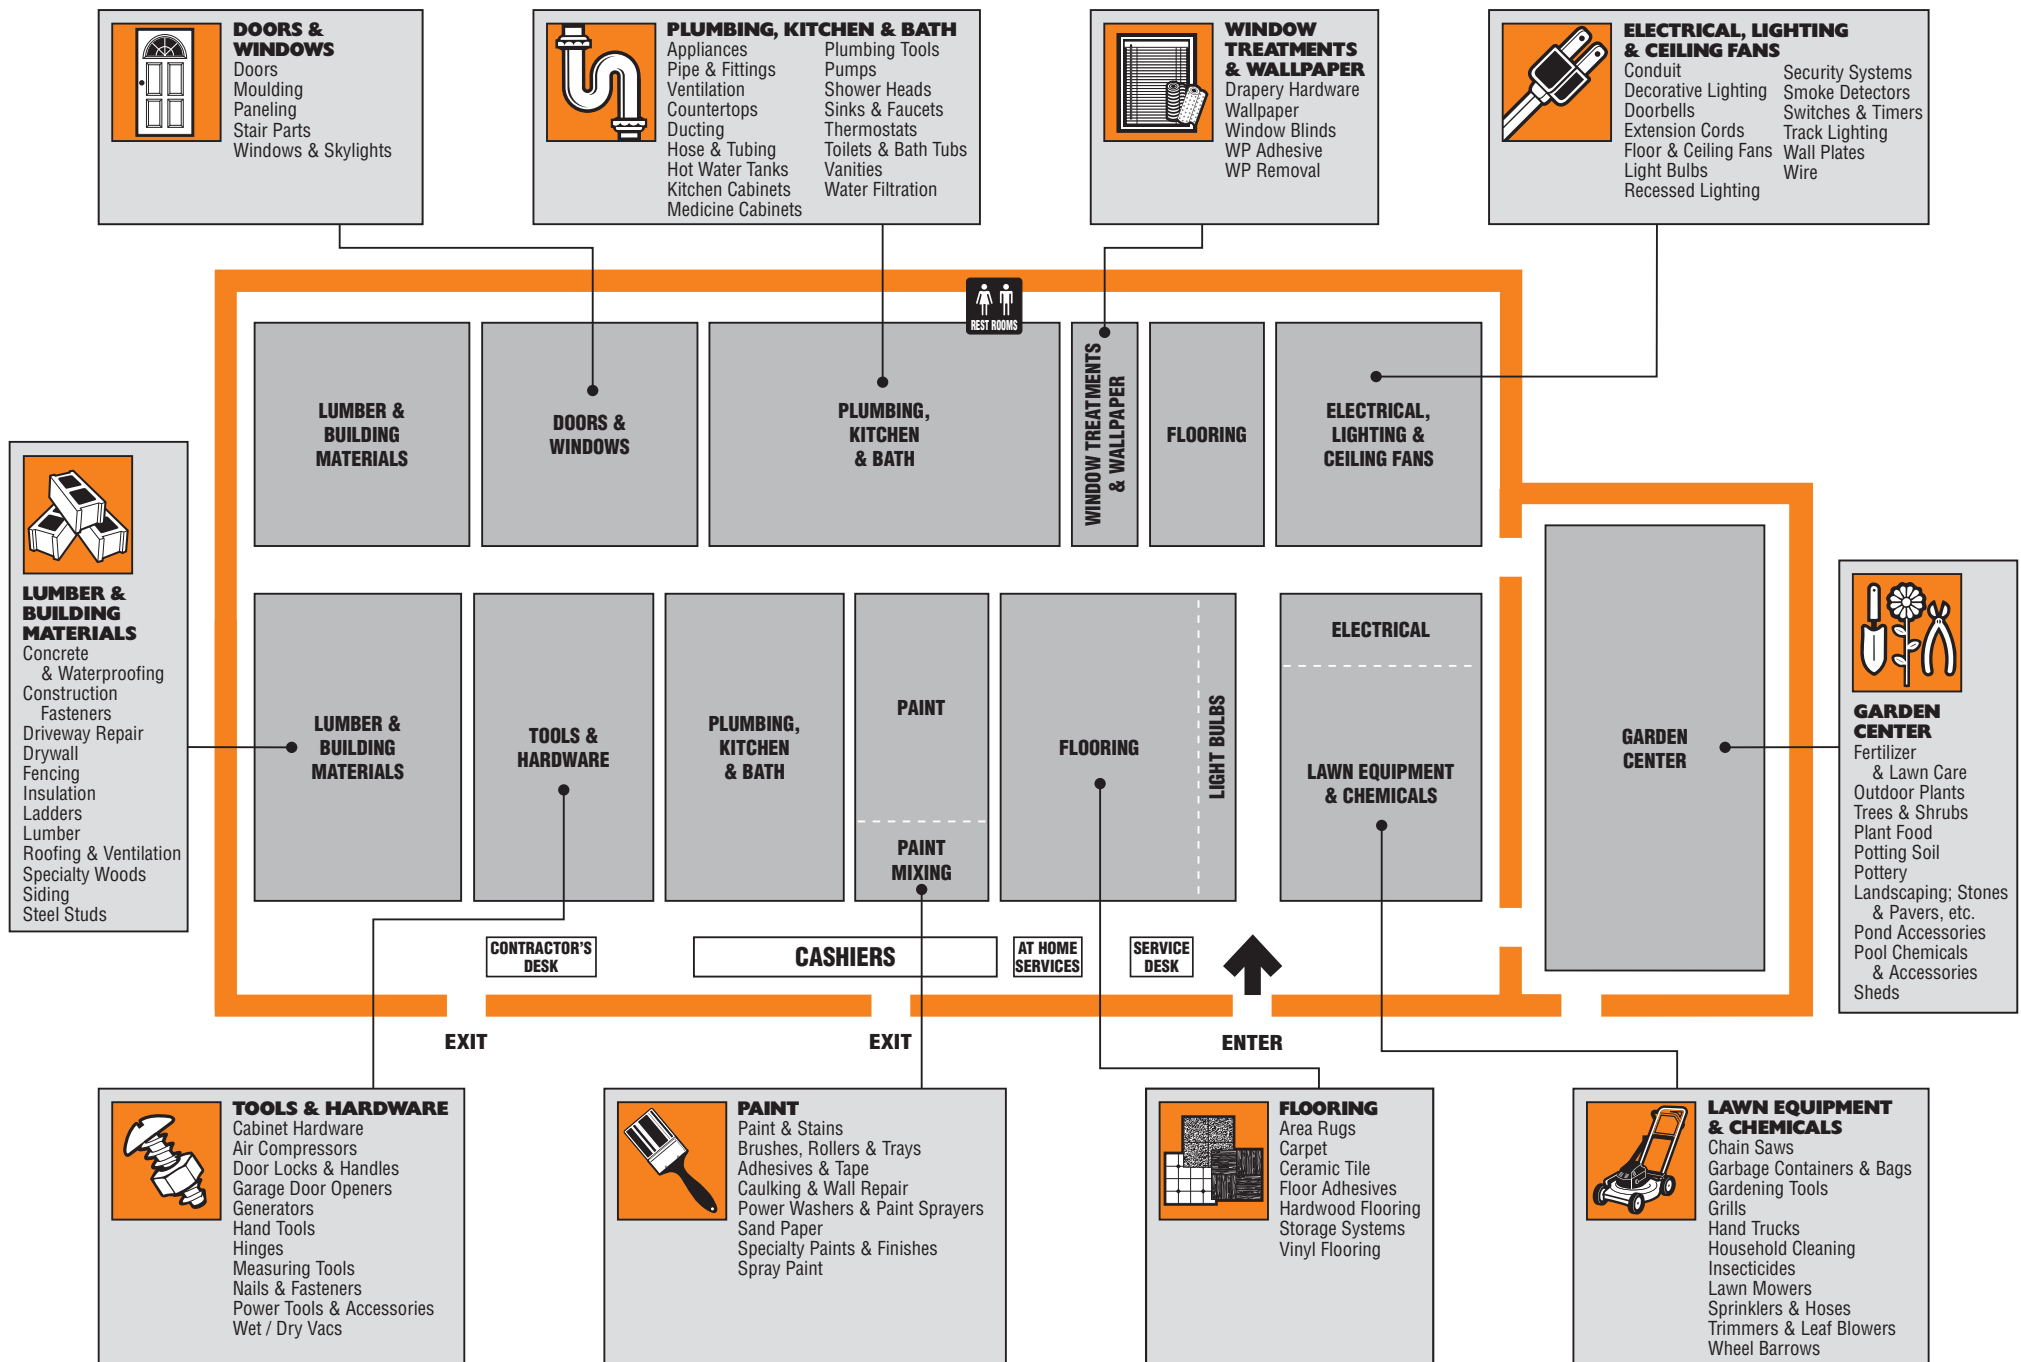 DOORS &
WINDOWS
Doors
Moulding
Paneling
Stair Parts
Windows & Skylights
PLUMBING, KITCHEN & BATH
Appliances
Pipe & Fittings
Ventilation
Countertops
Ducting
Hose & Tubing
Hot Water Tanks
Kitchen Cabinets
Medicine Cabinets
Plumbing Tools
Pumps
Shower Heads
Sinks & Faucets
Thermostats
Toilets & Bath Tubs
Vanities
Water Filtration
WINDOW
TREATMENTS
& WALLPAPER
Drapery Hardware
Wallpaper
Window Blinds
WP Adhesive
WP Removal
ELECTRICAL, LIGHTING
& CEILING FANS
Conduit
Decorative Lighting
Doorbells
Extension Cords
Floor & Ceiling Fans
Light Bulbs
Recessed Lighting
Security Systems
Smoke Detectors
Switches & Timers
Track Lighting
Wall Plates
Wire
REST ROOMS
LUMBER &
BUILDING
MATERIALS
DOORS &
WINDOWS
PLUMBING,
KITCHEN
& BATH
WINDOW TREATMENTS
& WALLPAPER
FLOORING
ELECTRICAL,
LIGHTING &
CEILING FANS
LUMBER &
BUILDING
MATERIALS
Concrete
& Waterproofing
Construction
Fasteners
Driveway Repair
Drywall
Fencing
Insulation
Ladders
Lumber
Roofing & Ventilation
Specialty Woods
Siding
Steel Studs
LUMBER &
BUILDING
MATERIALS
TOOLS &
HARDWARE
PLUMBING,
KITCHEN
& BATH
PAINT
PAINT
MIXING
FLOORING
LIGHT BULBS
ELECTRICAL
LAWN EQUIPMENT
& CHEMICALS
GARDEN
CENTER
GARDEN
CENTER
Fertilizer
& Lawn Care
Outdoor Plants
Trees & Shrubs
Plant Food
Potting Soil
Pottery
Landscaping; Stones
& Pavers, etc.
Pond Accessories
Pool Chemicals
& Accessories
Sheds
CONTRACTOR'S
DESK
CASHIERS
AT HOME
SERVICES
SERVICE
DESK
EXIT
EXIT
ENTER
TOOLS & HARDWARE
Cabinet Hardware
Air Compressors
Door Locks & Handles
Garage Door Openers
Generators
Hand Tools
Hinges
Measuring Tools
Nails & Fasteners
Power Tools & Accessories
Wet / Dry Vacs
PAINT
Paint & Stains
Brushes, Rollers & Trays
Adhesives & Tape
Caulking & Wall Repair
Power Washers & Paint Sprayers
Sand Paper
Specialty Paints & Finishes
Spray Paint
FLOORING
Area Rugs
Carpet
Ceramic Tile
Floor Adhesives
Hardwood Flooring
Storage Systems
Vinyl Flooring
LAWN EQUIPMENT
& CHEMICALS
Chain Saws
Garbage Containers & Bags
Gardening Tools
Grills
Hand Trucks
Household Cleaning
Insecticides
Lawn Mowers
Sprinklers & Hoses
Trimmers & Leaf Blowers
Wheel Barrows